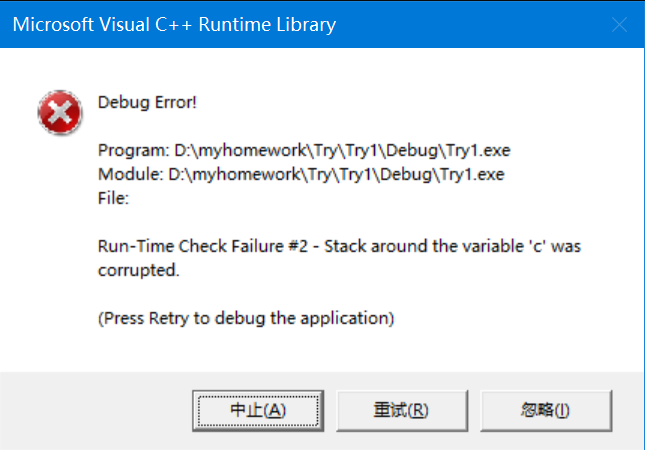 Microsoft Visual C++ Runtime Library
Debug Error!
Program: D:\myhomework\Try\Try1\Debug\Try1.exe
Module: D:\myhomework\Try\Try1\Debug\Try1.exe
File:
Run-Time Check Failure #2 - Stack around the variable 'c' was
corrupted.
(Press Retry to debug the application)
中止(A) 重试(R) 忽略(I)